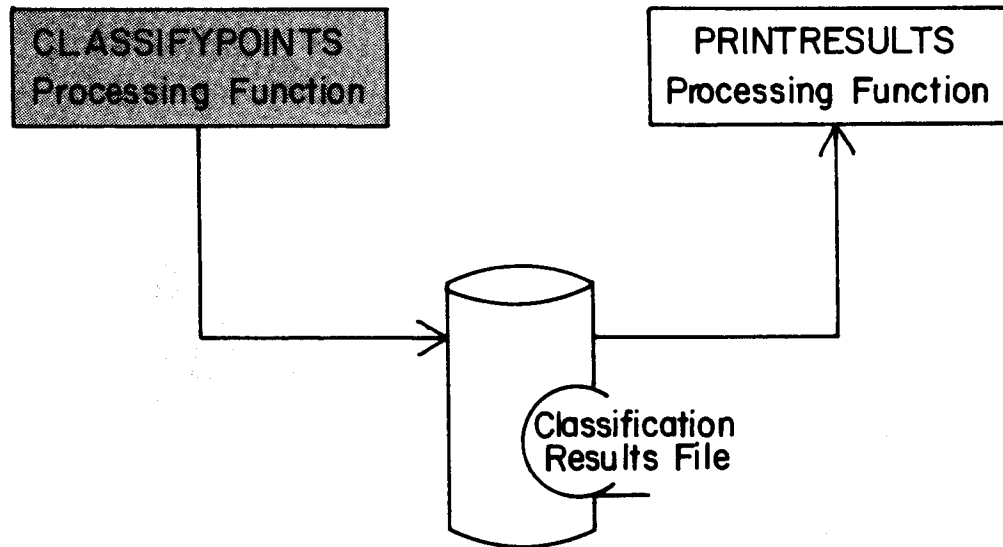 CLASSIFYPOINTS
Processing Function
PRINTRESULTS
Processing Function
Classification
Results File